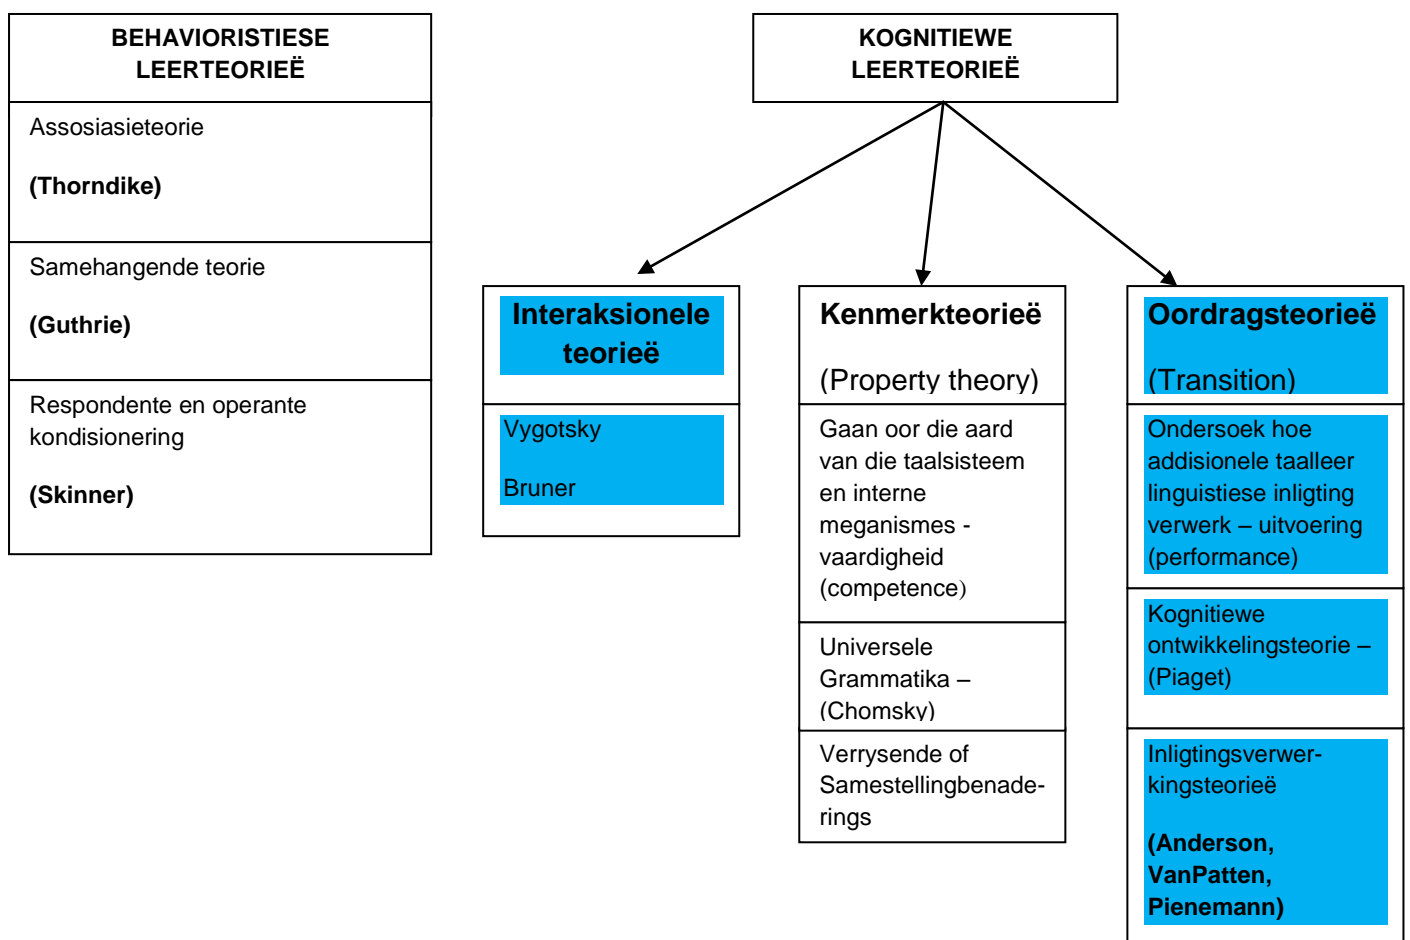 BEHAVIORISTIESE
LEERTEORIEË
Assosiasieteorie
(Thorndike)
Samehangende teorie
(Guthrie)
Respondente en operante
kondisionering
(Skinner)
KOGNITIEWE
LEERTEORIEË
Interaksionele
teorieë
Vygotsky
Bruner
Kenmerkteorieë
(Property theory)
Gaan oor die aard
van die taalsisteem
en interne
meganismes -
vaardigheid
(competence)
Universele
Grammatika –
(Chomsky)
Verrysende of
Samestellingbenade-
rings
Oordragsteorieë
(Transition)
Ondersoek hoe
addisionele taalleer
linguistiese inligting
verwerk – uitvoering
(performance)
Kognitiewe
ontwikkelingsteorie –
(Piaget)
Inligtingsverwer-
kingsteorieë
(Anderson,
VanPatten,
Pienemann)